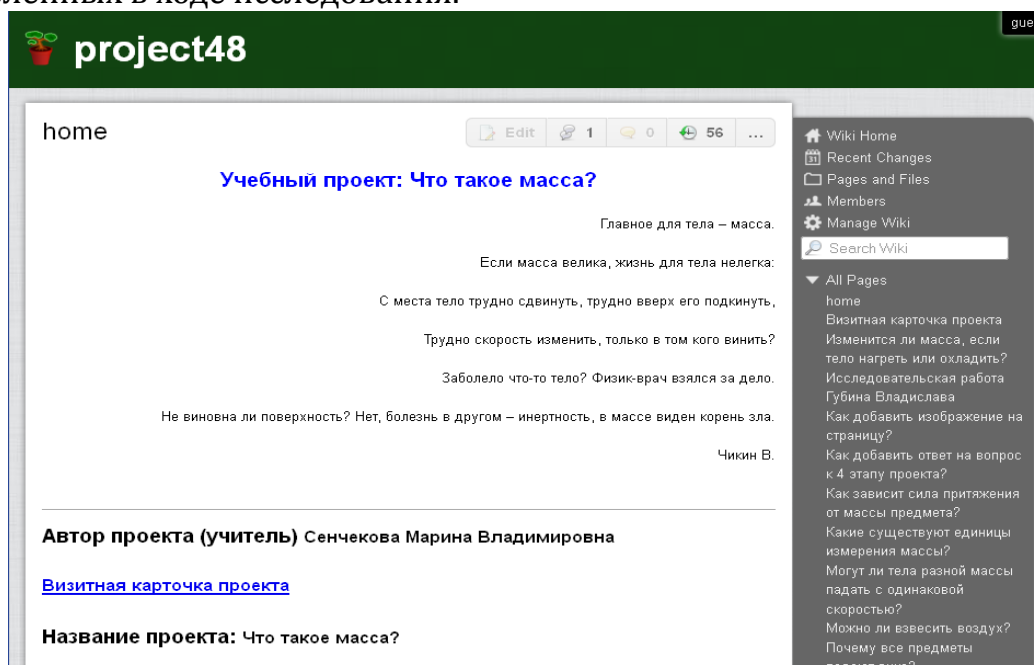 в ходе исследования.
gue
project48
home
Edit 1 0 56 ...
Учебный проект: Что такое масса?
Главное для тела – масса.
Если масса велика, жизнь для тела нелегка:
С места тело трудно сдвинуть, трудно вверх его подкинуть,
Трудно скорость изменить, только в том кого винить?
Заболело что-то тело? Физик-врач взялся за дело.
Не виновна ли поверхность? Нет, болезнь в другом – инертность, в массе виден корень зла.
Чикин В.
Автор проекта (учитель) Сенчекова Марина Владимировна
Визитная карточка проекта
Название проекта: Что такое масса?
Wiki Home
Recent Changes
Pages and Files
Members
Manage Wiki
Search Wiki
All Pages
home
Визитная карточка проекта
Изменится ли масса, если
тело нагреть или охладить?
Исследовательская работа
Губина Владислава
Как добавить изображение на
страницу?
Как добавить ответ на вопрос
к 4 этапу проекта?
Как зависит сила притяжения
от массы предмета?
Какие существуют единицы
измерения массы?
Могут ли тела разной массы
падать с одинаковой
скоростью?
Можно ли взвесить воздух?
Почему все предметы